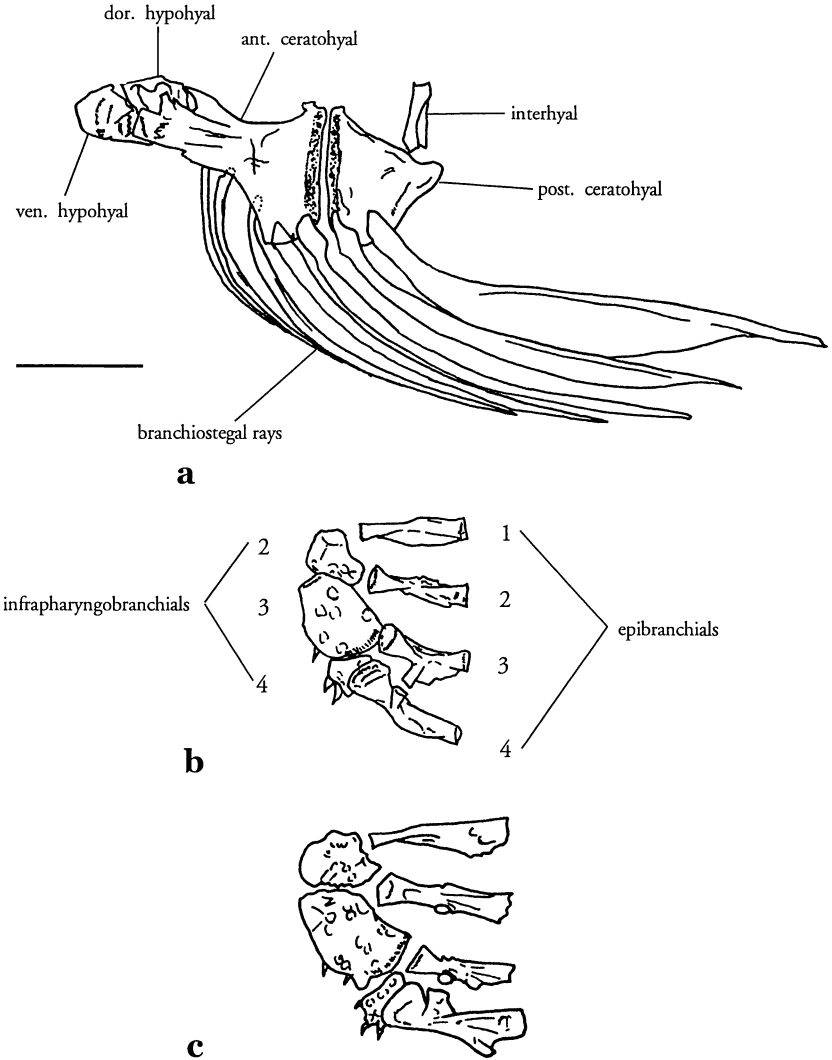 dor. hypohyal
ant. ceratohyal
interhyal
post. ceratohyal
ven. hypohyal
branchiostegal rays
a
2
1
infrapharyngobranchials
3
2
epibranchials
4
3
4
b
c